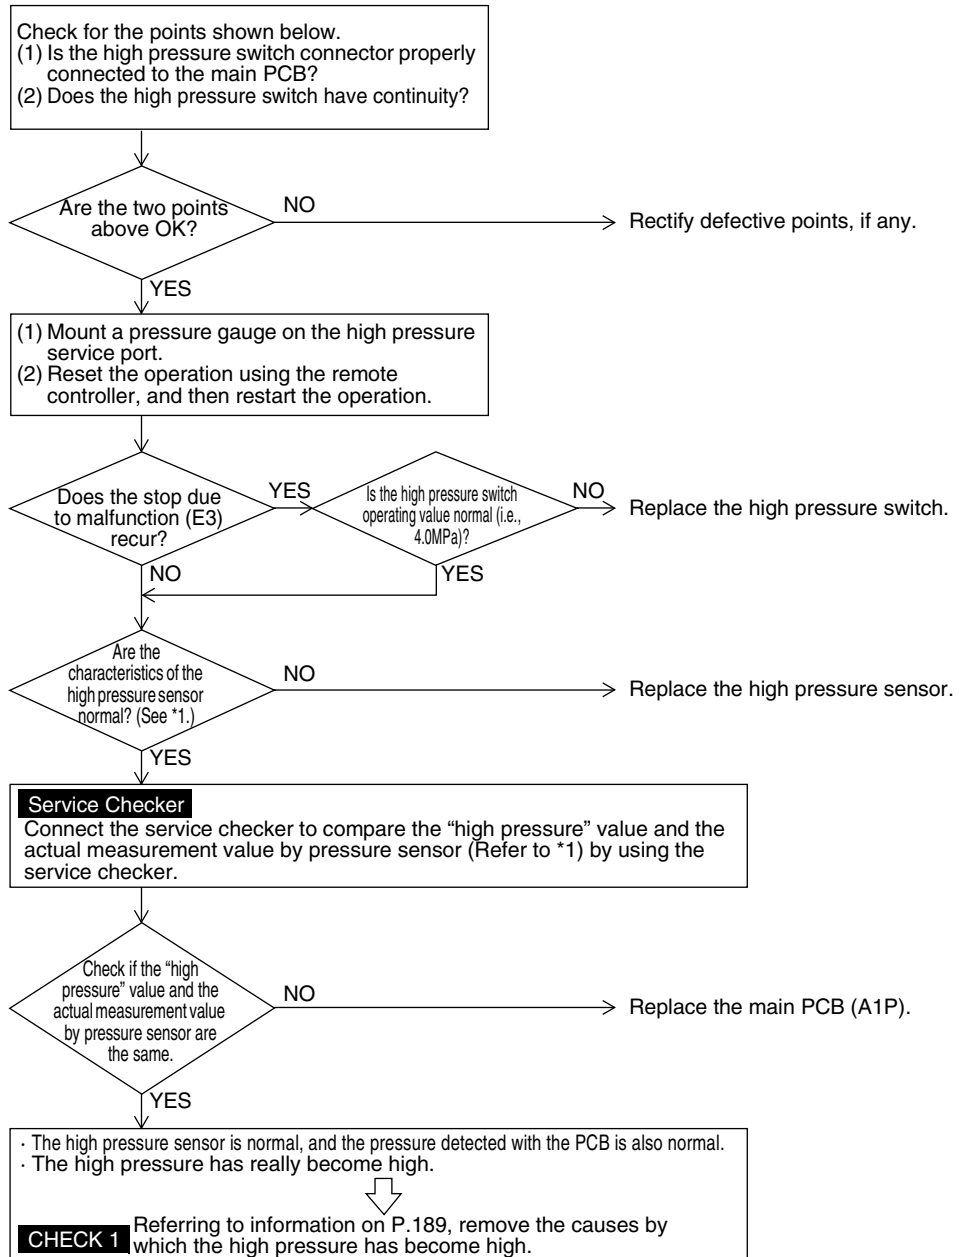 Check for the points shown below.
(1) Is the high pressure switch connector properly
connected to the main PCB?
(2) Does the high pressure switch have continuity?
Are the two points
above OK?
NO
Rectify defective points, if any.
YES
(1) Mount a pressure gauge on the high pressure
service port.
(2) Reset the operation using the remote
controller, and then restart the operation.
Does the stop due
to malfunction (E3)
recur?
YES
Is the high pressure switch
operating value normal (i.e.,
4.0MPa)?
NO
Replace the high pressure switch.
NO
YES
Are the
characteristics of the
high pressure sensor
normal? (See *1.)
NO
Replace the high pressure sensor.
YES
Service Checker
Connect the service checker to compare the “high pressure” value and the
actual measurement value by pressure sensor (Refer to *1) by using the
service checker.
Check if the “high
pressure” value and the
actual measurement value
by pressure sensor are
the same.
NO
Replace the main PCB (A1P).
YES
· The high pressure sensor is normal, and the pressure detected with the PCB is also normal.
· The high pressure has really become high.
CHECK 1 Referring to information on P.189, remove the causes by
which the high pressure has become high.